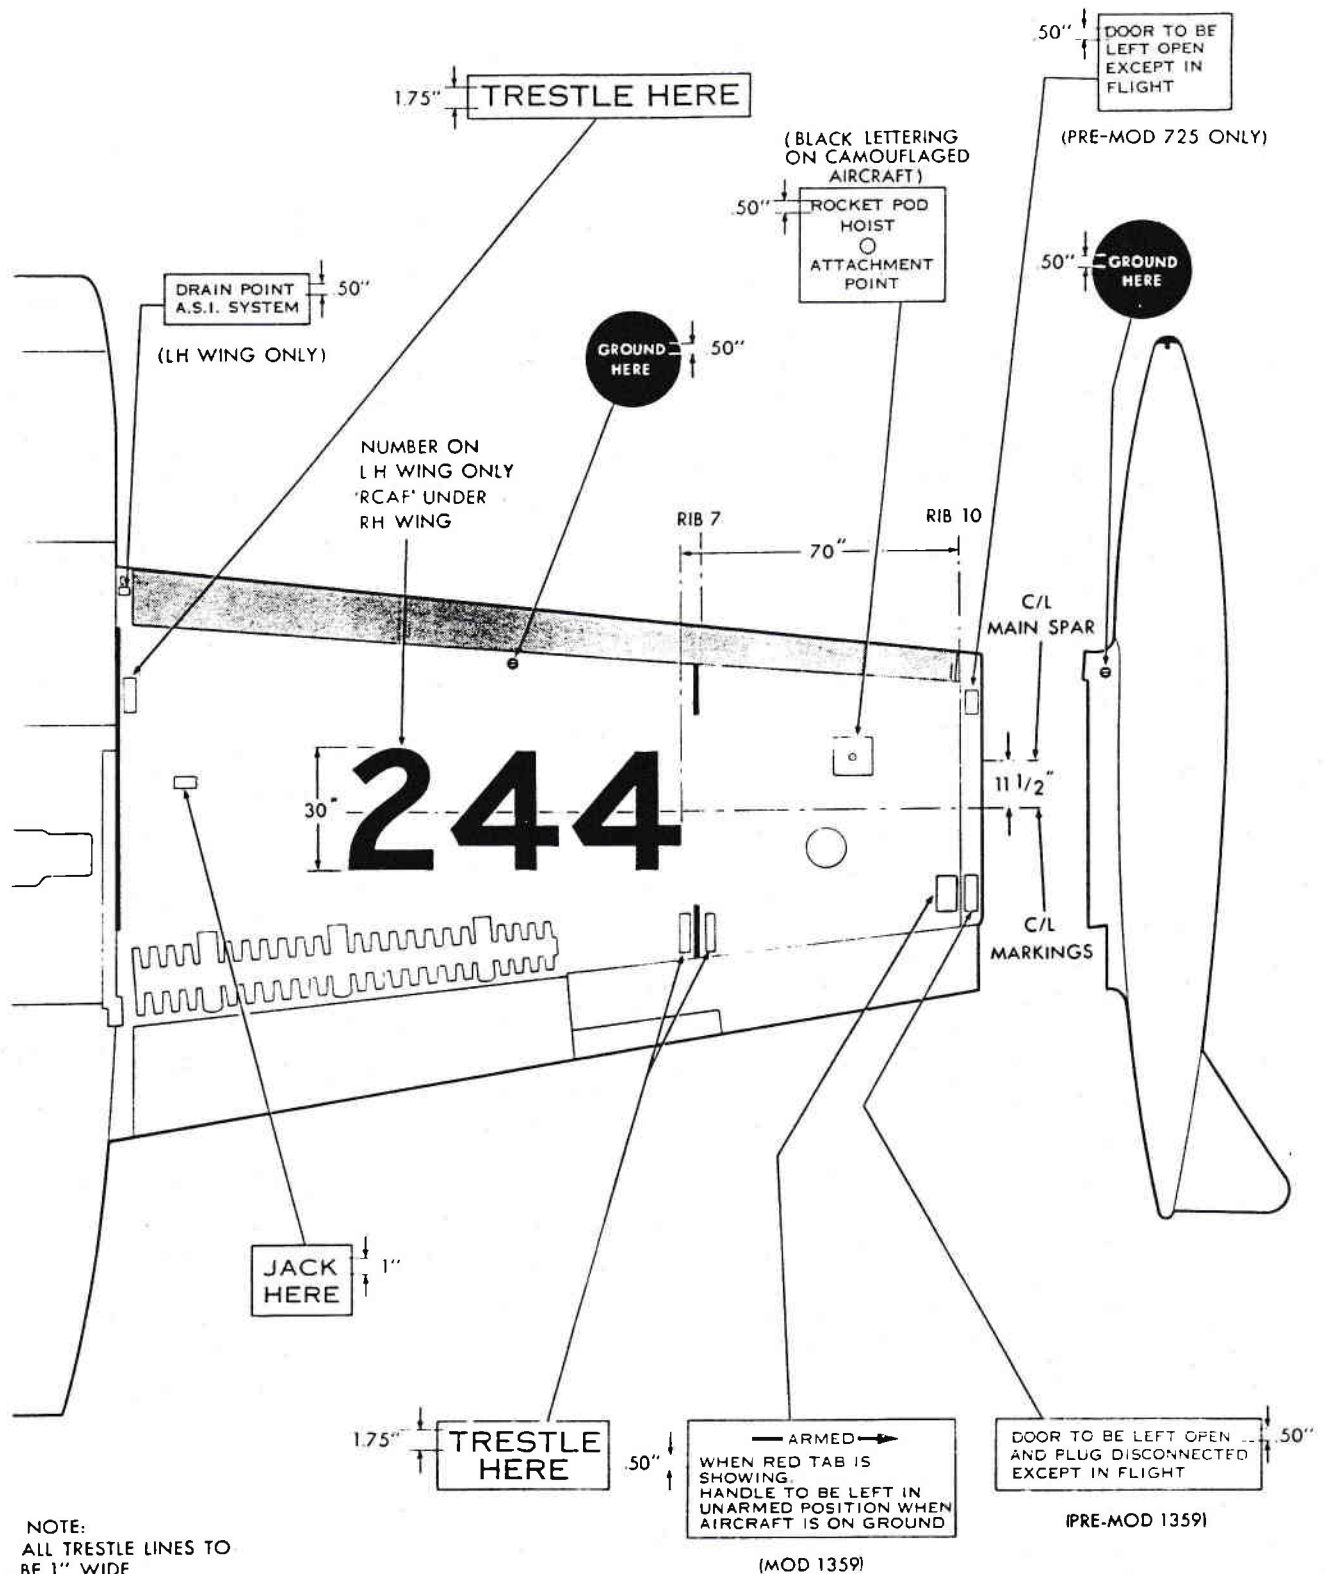 .50"
DOOR TO BE
LEFT OPEN
EXCEPT IN
FLIGHT
(PRE-MOD 725 ONLY)
1.75"
TRESTLE HERE
(BLACK LETTERING
ON CAMOUFLAGED
AIRCRAFT)
.50"
ROCKET POD
HOIST
ATTACHMENT
POINT
.50"
GROUND
HERE
DRAIN POINT
A.S.I. SYSTEM
.50"
(LH WING ONLY)
GROUND
HERE
.50"
NUMBER ON
LH WING ONLY
'RCAF' UNDER
RH WING
RIB 7
RIB 10
70"
C/L
MAIN SPAR
30"
244
11 1/2"
C/L
MARKINGS
JACK
HERE
1"
1.75"
TRESTLE
HERE
.50"
ARMED
WHEN RED TAB IS
SHOWING.
HANDLE TO BE LEFT IN
UNARMED POSITION WHEN
AIRCRAFT IS ON GROUND
(MOD 1359)
DOOR TO BE LEFT OPEN
AND PLUG DISCONNECTED
EXCEPT IN FLIGHT
.50"
(PRE-MOD 1359)
NOTE:
ALL TRESTLE LINES TO
BE 1" WIDE